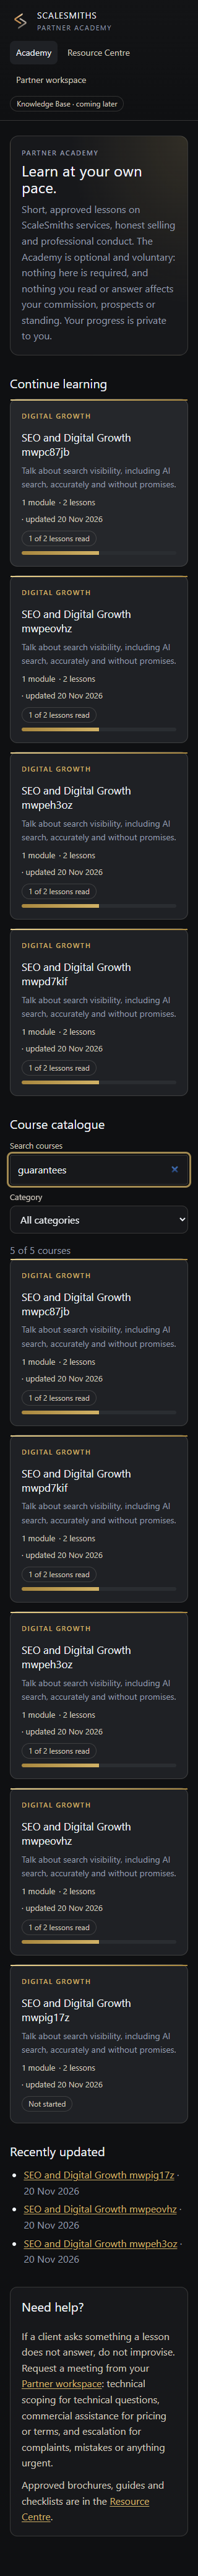 SCALESMITHS
PARTNER ACADEMY
Academy
Resource Centre
Partner workspace
Knowledge Base · coming later
PARTNER ACADEMY
Learn at your own
pace.
Short, approved lessons on
ScaleSmiths services, honest selling
and professional conduct. The
Academy is optional and voluntary:
nothing here is required, and
nothing you read or answer affects
your commission, prospects or
standing. Your progress is private
to you.
Continue learning
DIGITAL GROWTH
SEO and Digital Growth
mwpc87jb
Talk about search visibility, including AI
search, accurately and without promises.
1 module · 2 lessons
· updated 20 Nov 2026
1 of 2 lessons read
DIGITAL GROWTH
SEO and Digital Growth
mwpeovhz
Talk about search visibility, including AI
search, accurately and without promises.
1 module · 2 lessons
· updated 20 Nov 2026
1 of 2 lessons read
DIGITAL GROWTH
SEO and Digital Growth
mwpeh3oz
Talk about search visibility, including AI
search, accurately and without promises.
1 module · 2 lessons
· updated 20 Nov 2026
1 of 2 lessons read
DIGITAL GROWTH
SEO and Digital Growth
mwpd7kif
Talk about search visibility, including AI
search, accurately and without promises.
1 module · 2 lessons
· updated 20 Nov 2026
1 of 2 lessons read
Course catalogue
Search courses
guarantees
Category
All categories
5 of 5 courses
DIGITAL GROWTH
SEO and Digital Growth
mwpc87jb
Talk about search visibility, including AI
search, accurately and without promises.
1 module · 2 lessons
· updated 20 Nov 2026
1 of 2 lessons read
DIGITAL GROWTH
SEO and Digital Growth
mwpd7kif
Talk about search visibility, including AI
search, accurately and without promises.
1 module · 2 lessons
· updated 20 Nov 2026
1 of 2 lessons read
DIGITAL GROWTH
SEO and Digital Growth
mwpeh3oz
Talk about search visibility, including AI
search, accurately and without promises.
1 module · 2 lessons
· updated 20 Nov 2026
1 of 2 lessons read
DIGITAL GROWTH
SEO and Digital Growth
mwpeovhz
Talk about search visibility, including AI
search, accurately and without promises.
1 module · 2 lessons
· updated 20 Nov 2026
1 of 2 lessons read
DIGITAL GROWTH
SEO and Digital Growth
mwpig17z
Talk about search visibility, including AI
search, accurately and without promises.
1 module · 2 lessons
· updated 20 Nov 2026
Not started
Recently updated
• SEO and Digital Growth mwpig17z ·
20 Nov 2026
• SEO and Digital Growth mwpeovhz ·
20 Nov 2026
• SEO and Digital Growth mwpeh3oz ·
20 Nov 2026
Need help?
If a client asks something a lesson
does not answer, do not improvise.
Request a meeting from your
Partner workspace: technical
scoping for technical questions,
commercial assistance for pricing
or terms, and escalation for
complaints, mistakes or anything
urgent.
Approved brochures, guides and
checklists are in the Resource
Centre.